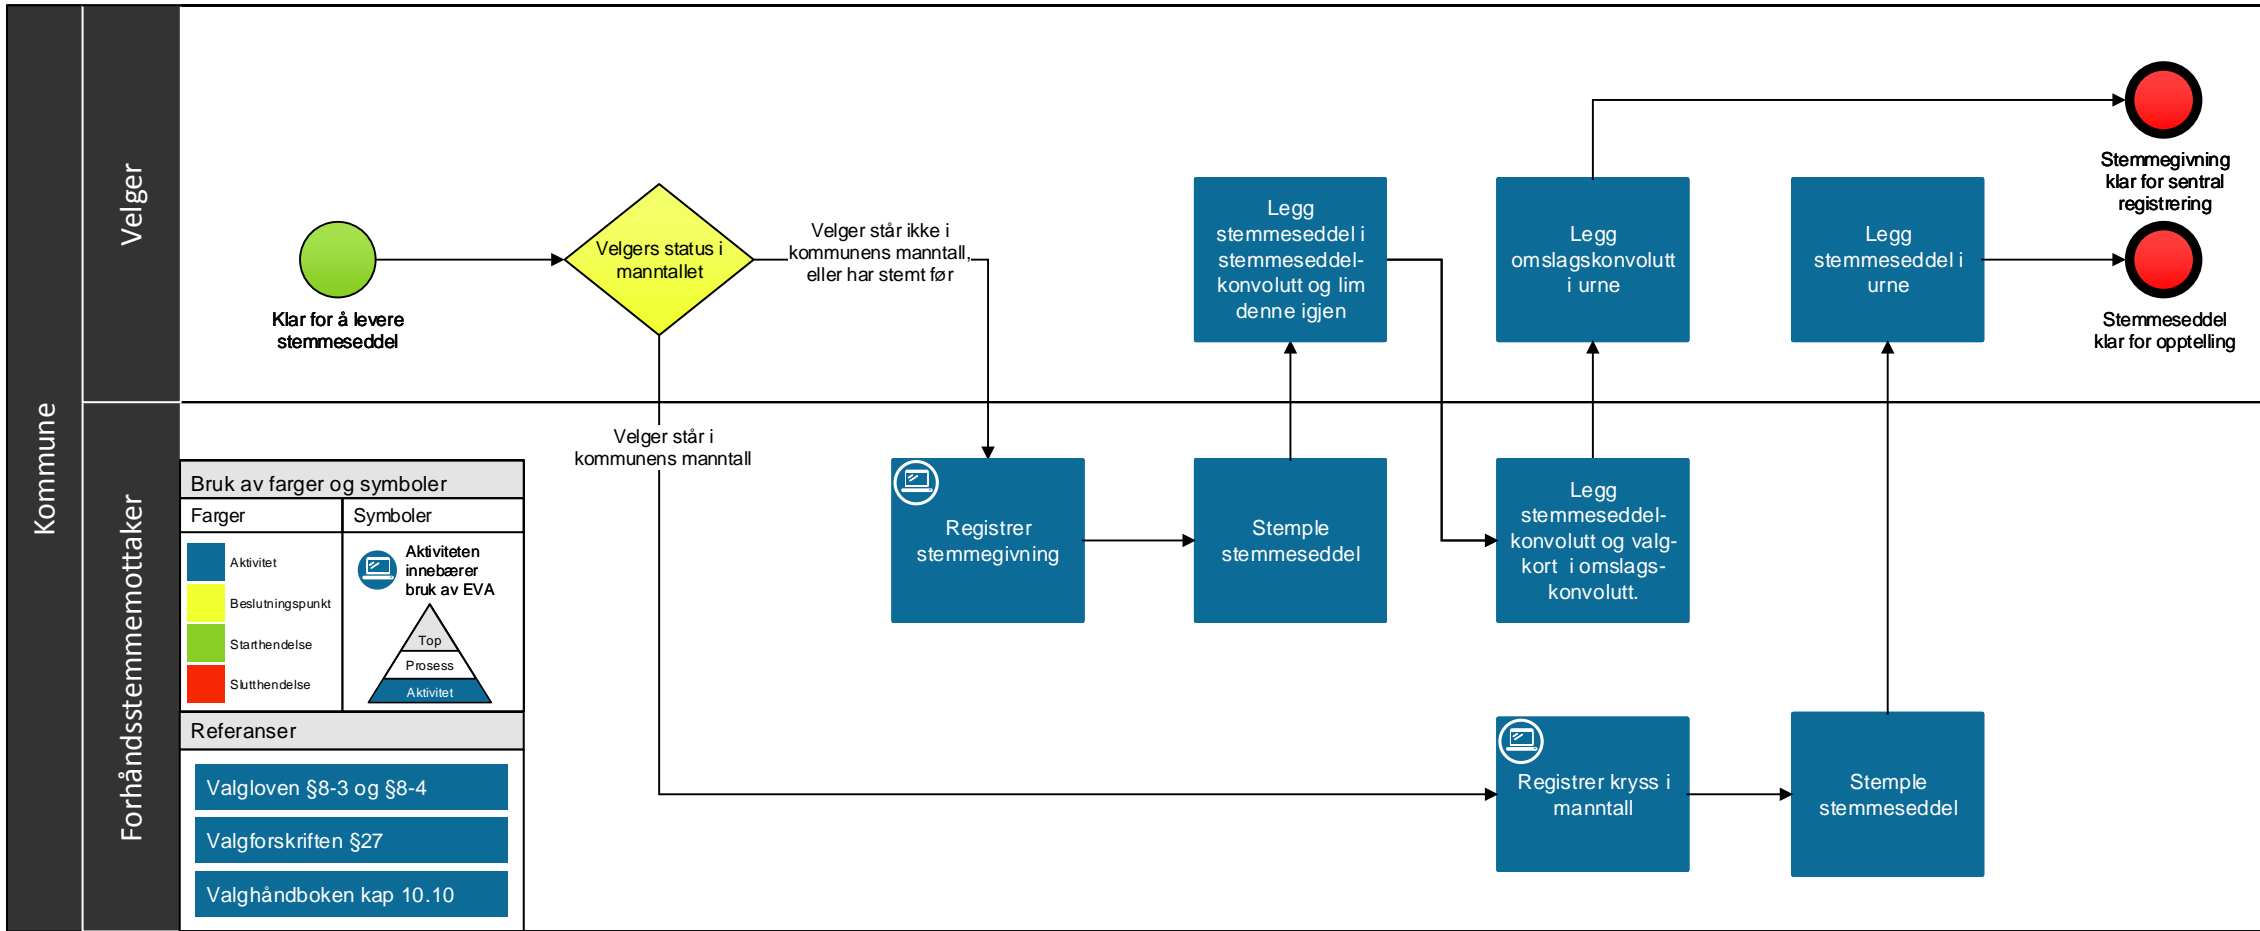 Kommune
Velger
Forhåndsstemmemottaker
Klar for å levere
stemmeseddel
Velgers status i
manntallet
Velger står ikke i
kommunens manntall,
eller har stemt før
Velger står i
kommunens manntall
Legg
stemmeseddel i
stemmeseddel-
konvolutt og lim
denne igjen
Legg
omslagskonvolutt
i urne
Legg
stemmeseddel i
urne
Stemmegivning
klar for sentral
registrering
Stemmeseddel
klar for opptelling
Registrer
stemmegivning
Stemple
stemmeseddel
Legg
stemmeseddel-
konvolutt og valg-
kort i omslags-
konvolutt.
Registrer kryss i
manntall
Stemple
stemmeseddel
Bruk av farger og symboler
Farger
Symboler
Aktivitet
Beslutningspunkt
Starthendelse
Slutthendelse
Aktiviteten
innebærer
bruk av EVA
Top
Prosess
Aktivitet
Referanser
Valgloven §8-3 og §8-4
Valgforskriften §27
Valghåndboken kap 10.10